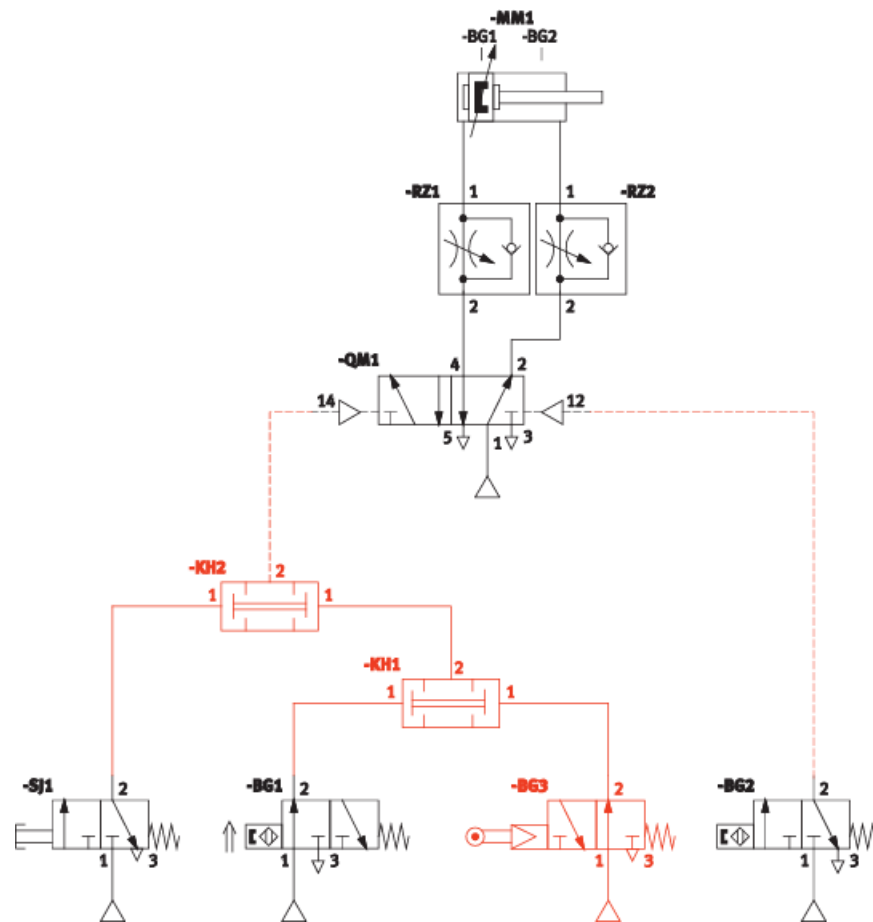 -MM1
-BG1 -BG2
-RZ1 1 1 -RZ2
2 2
-QM1 4 2
14 12
5 1 3
-KH2 2
1 1
-KH1 2
1 1
-SJ1 2 -BG1 2 -BG3 2 -BG2 2
1 3 1 3 1 3 1 3